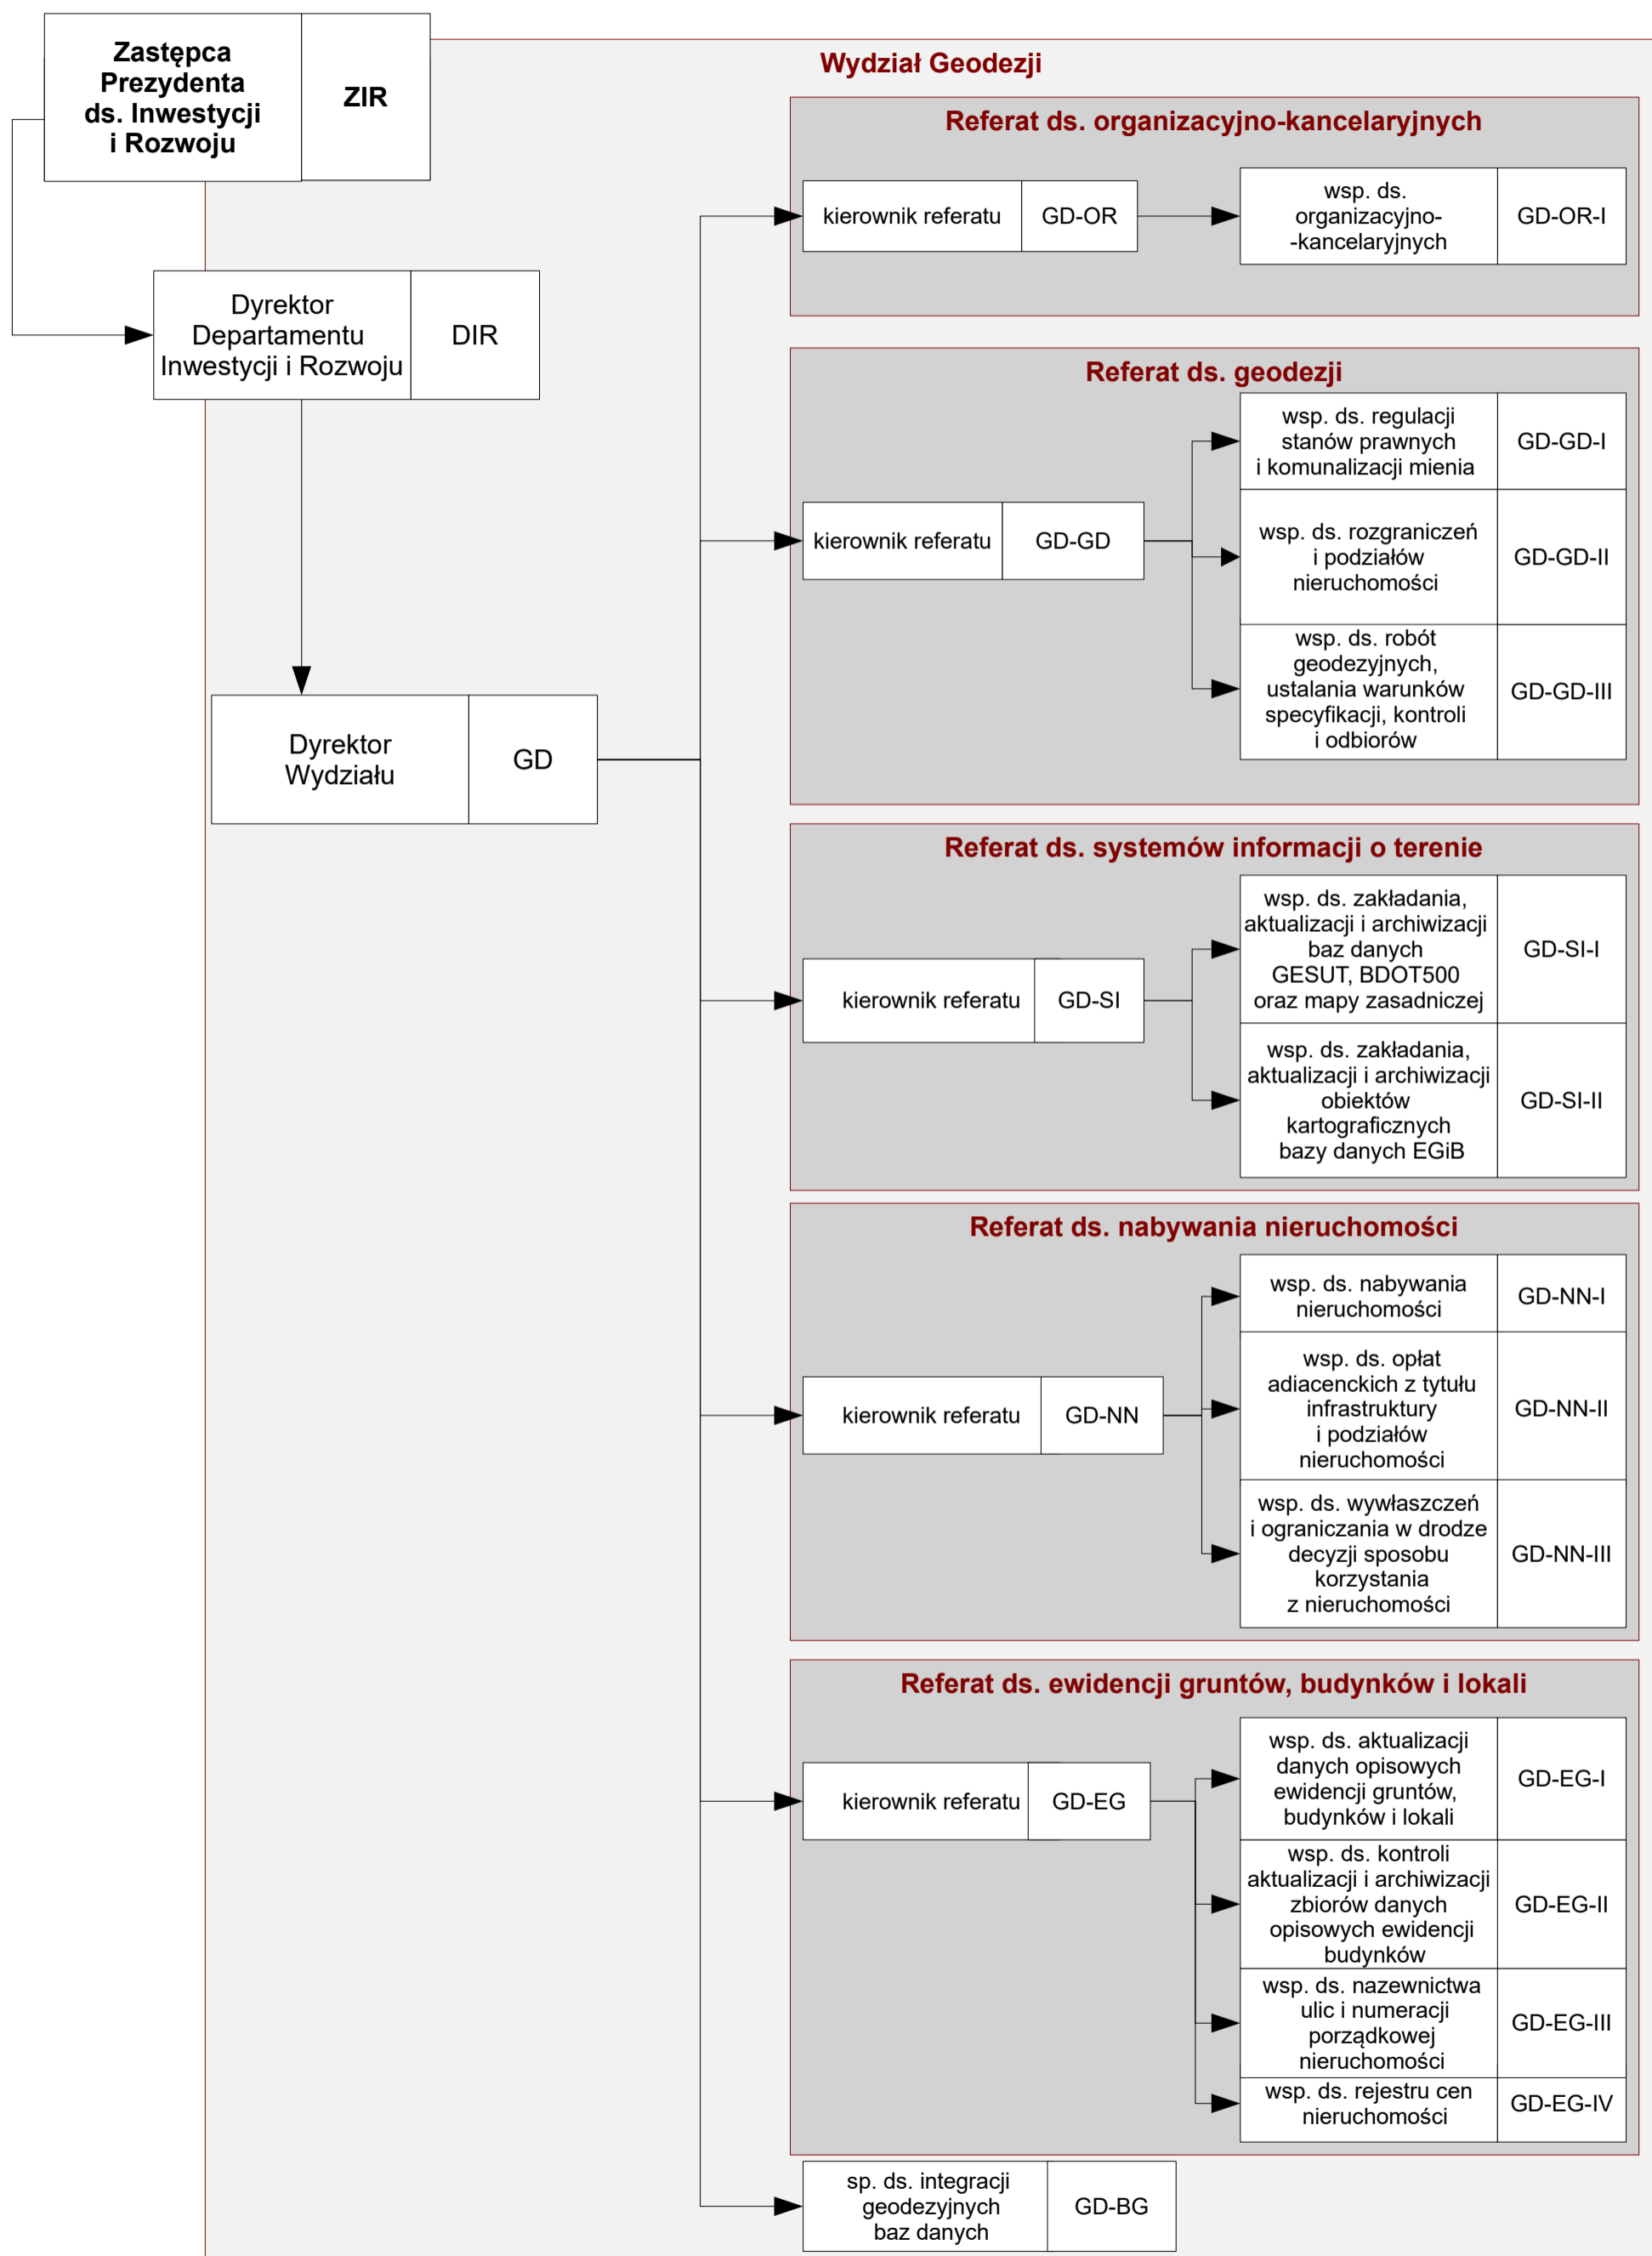 Zastępca
Prezydenta
ds. Inwestycji
i Rozwoju
ZIR
Wydział Geodezji
Referat ds. organizacyjno-kancelaryjnych
kierownik referatu
GD-OR
wsp. ds.
organizacyjno-
-kancelaryjnych
GD-OR-I
Dyrektor
Departamentu
Inwestycji i Rozwoju
DIR
Referat ds. geodezji
kierownik referatu
GD-GD
wsp. ds. regulacji
stanów prawnych
i komunalizacji mienia
GD-GD-I
wsp. ds. rozgraniczeń
i podziałów
nieruchomości
GD-GD-II
wsp. ds. robót
geodezyjnych,
ustalania warunków
specyfikacji, kontroli
i odbiorów
GD-GD-III
Dyrektor
Wydziału
GD
Referat ds. systemów informacji o terenie
kierownik referatu
GD-SI
wsp. ds. zakładania,
aktualizacji i archiwizacji
baz danych
GESUT, BDOT500
oraz mapy zasadniczej
GD-SI-I
wsp. ds. zakładania,
aktualizacji i archiwizacji
obiektów
kartograficznych
bazy danych EGiB
GD-SI-II
Referat ds. nabywania nieruchomości
kierownik referatu
GD-NN
wsp. ds. nabywania
nieruchomości
GD-NN-I
wsp. ds. opłat
adiacenckich z tytułu
infrastruktury
i podziałów
nieruchomości
GD-NN-II
wsp. ds. wywłaszczeń
i ograniczania w drodze
decyzji sposobu
korzystania
z nieruchomości
GD-NN-III
Referat ds. ewidencji gruntów, budynków i lokali
kierownik referatu
GD-EG
wsp. ds. aktualizacji
danych opisowych
ewidencji gruntów,
budynków i lokali
GD-EG-I
wsp. ds. kontroli
aktualizacji i archiwizacji
zbiorów danych
opisowych ewidencji
budynków
GD-EG-II
wsp. ds. nazewnictwa
ulic i numeracji
porządkowej
nieruchomości
GD-EG-III
wsp. ds. rejestru cen
nieruchomości
GD-EG-IV
sp. ds. integracji
geodezyjnych
baz danych
GD-BG